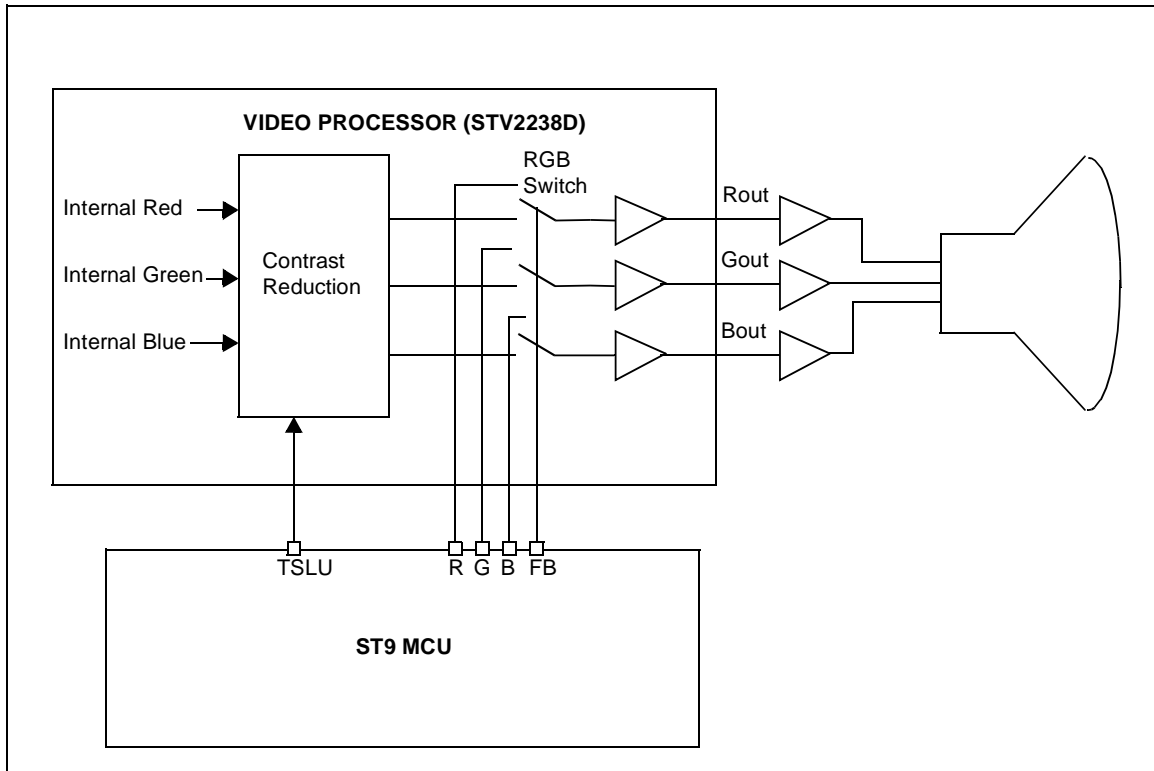 VIDEO PROCESSOR (STV2238D)
RGB
Switch
Internal Red
Internal Green
Internal Blue
Contrast
Reduction
Rout
Gout
Bout
TSLU
R G B FB
ST9 MCU